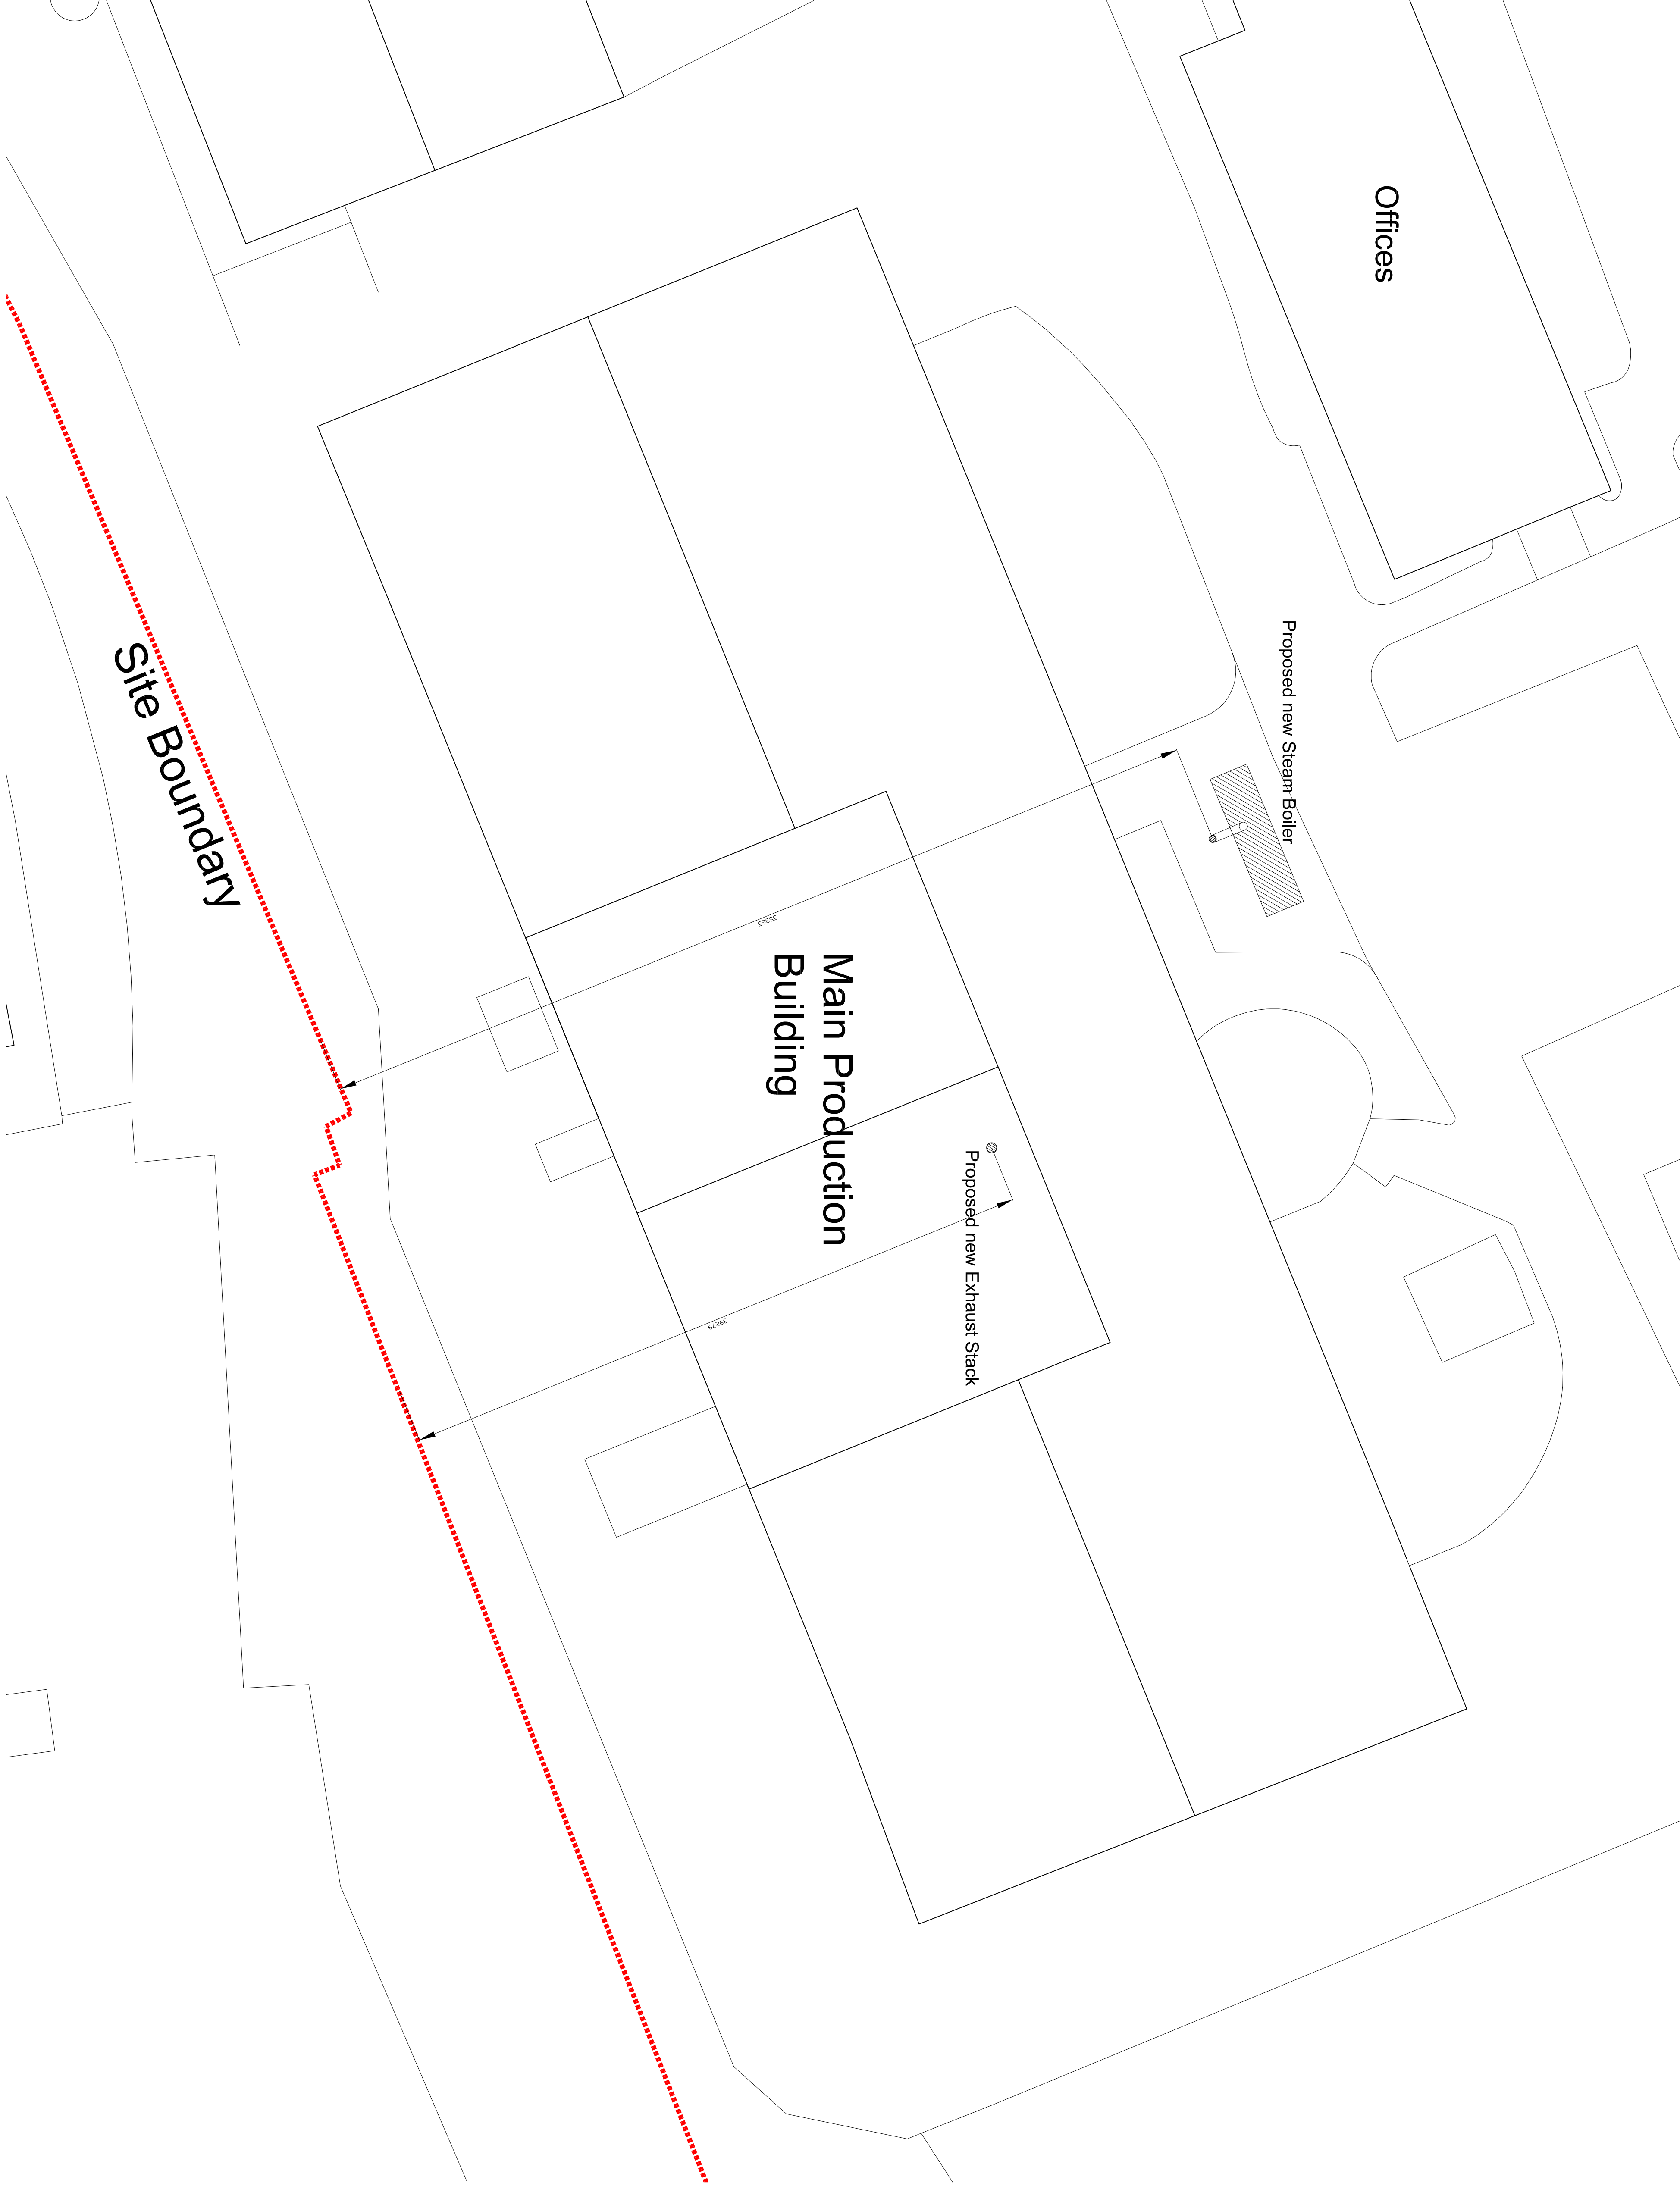 Offices
Proposed new Steam Boiler
Site Boundary
55365
Main Production
Building
Proposed new Exhaust Stack
39279